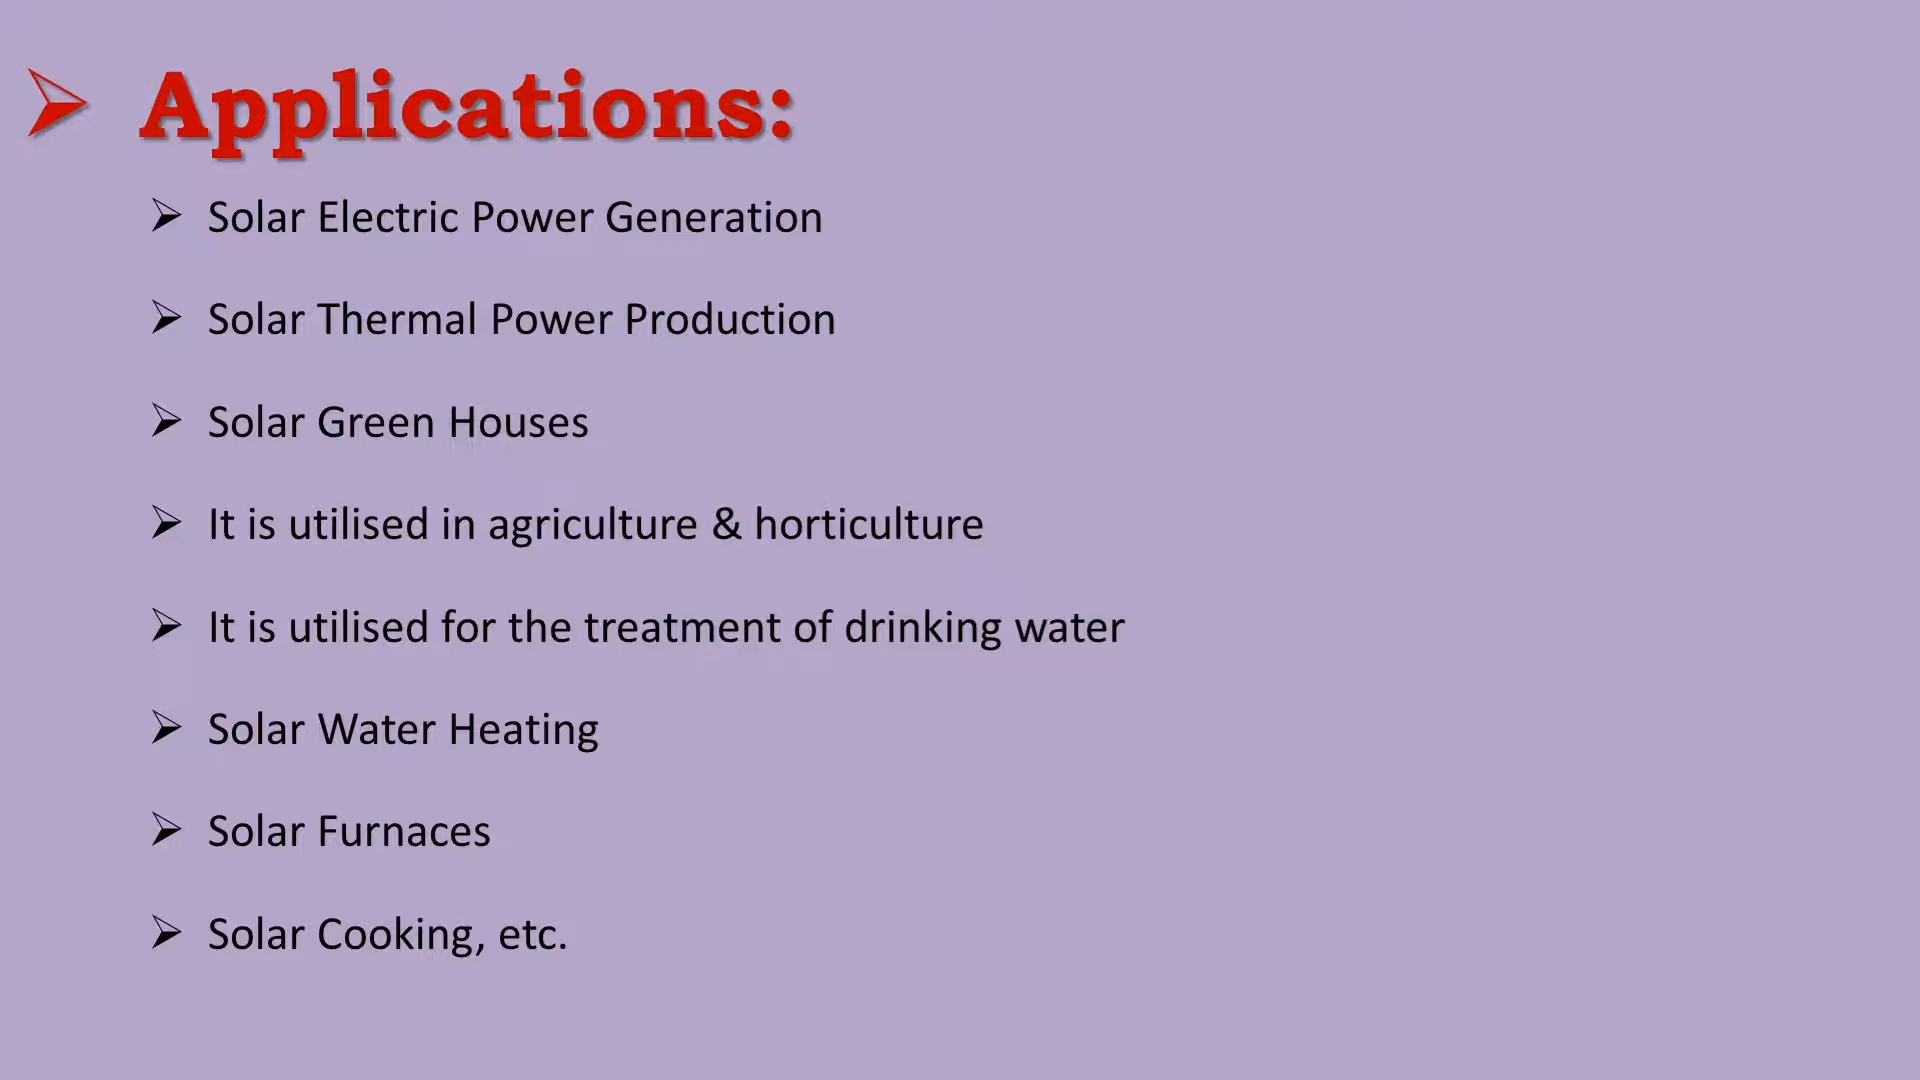 ➢ Applications:
➢ Solar Electric Power Generation
➢ Solar Thermal Power Production
➢ Solar Green Houses
➢ It is utilised in agriculture & horticulture
➢ It is utilised for the treatment of drinking water
➢ Solar Water Heating
➢ Solar Furnaces
➢ Solar Cooking, etc.